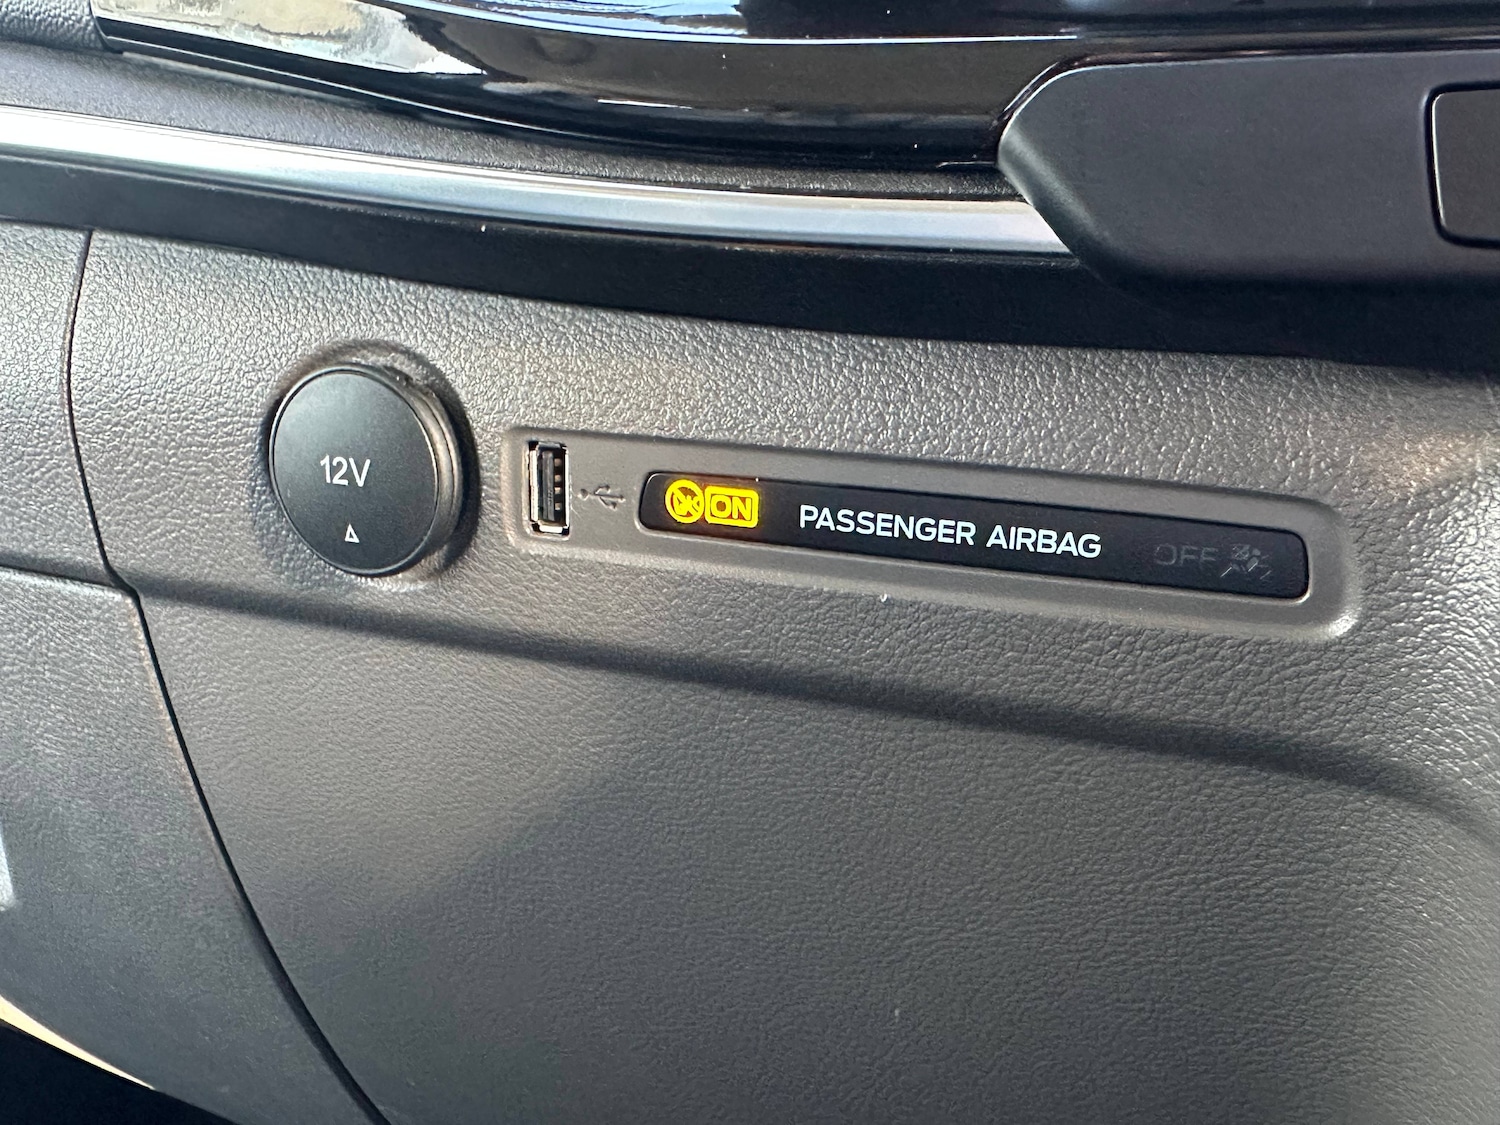 12V
ON PASSENGER AIRBAG OFF